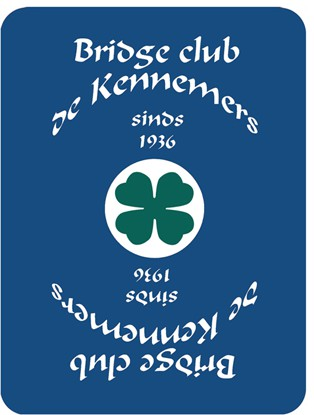 Bridge club
de Kennemers
sinds
1936
1936
sinds
de Kennemers
Bridge club